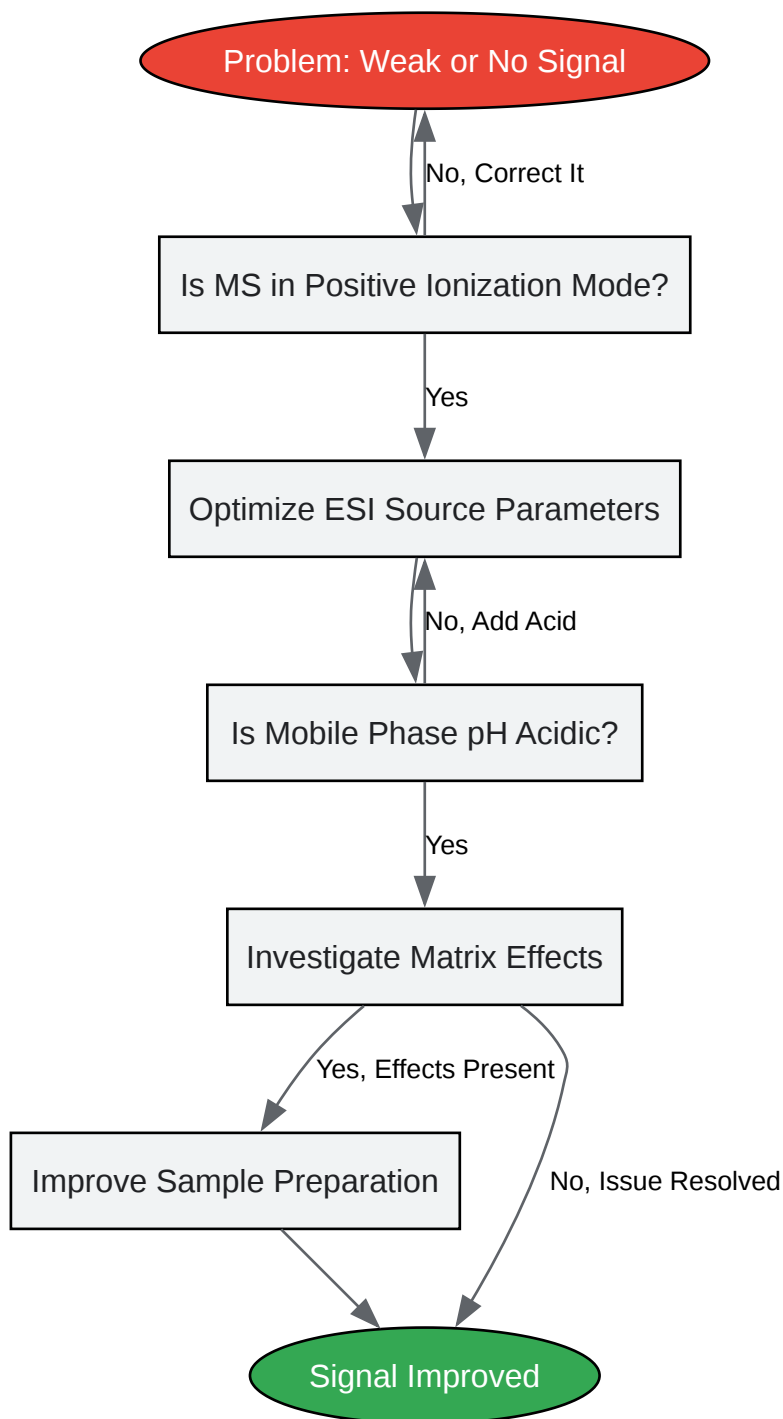 Problem: Weak or No Signal
No, Correct It
Is MS in Positive Ionization Mode?
Yes
Optimize ESI Source Parameters
No, Add Acid
Is Mobile Phase pH Acidic?
Yes
Investigate Matrix Effects
Yes, Effects Present
Improve Sample Preparation
No, Issue Resolved
Signal Improved